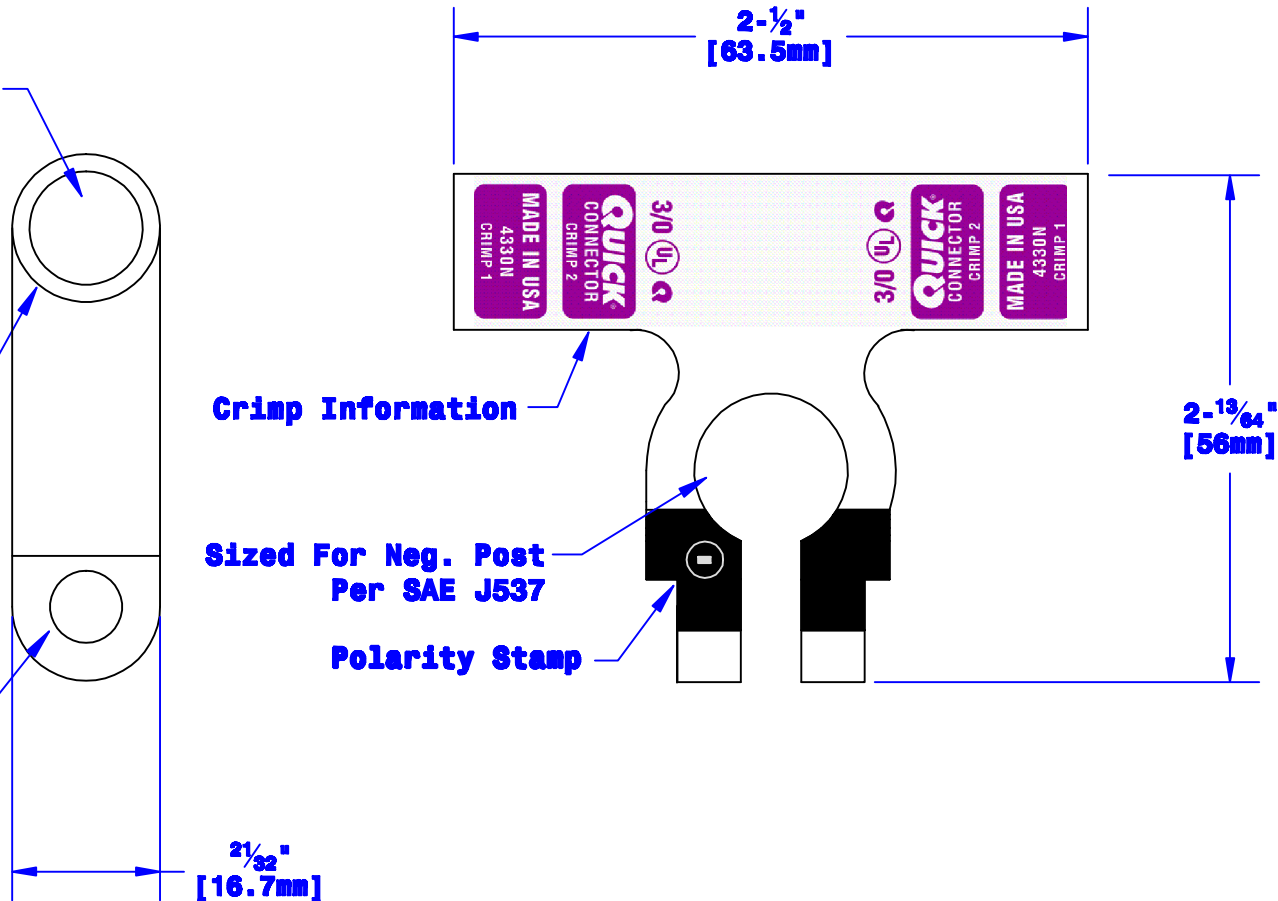 2-½"
[63.5mm]
MADE IN USA
4330N
CRIMP 1
QUICK
CONNECTOR
CRIMP 2
3/0 UL Q
3/0 UL Q
QUICK
CONNECTOR
CRIMP 2
MADE IN USA
4330N
CRIMP 1
Crimp Information
2-13/64"
[56mm]
Sized For Neg. Post
Per SAE J537
Polarity Stamp
21/32"
[16.7mm]